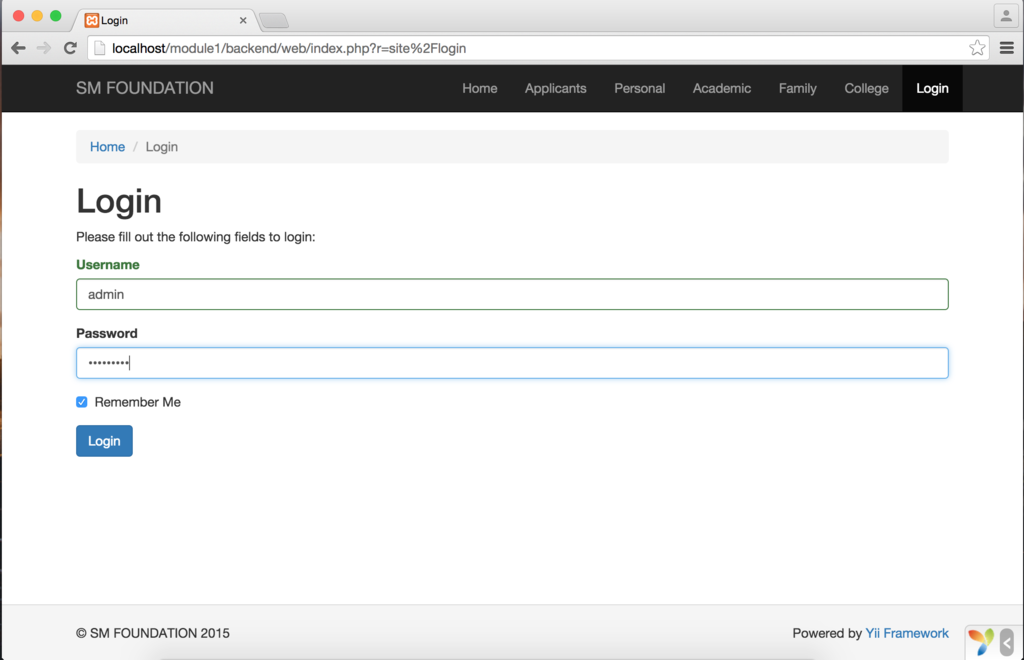 Login
localhost/module1/backend/web/index.php?r=site%2Flogin
SM FOUNDATION Home Applicants Personal Academic Family College Login
Home / Login
Login
Please fill out the following fields to login:
Username
admin
Password
•••••••••
Remember Me
Login
© SM FOUNDATION 2015 Powered by Yii Framework